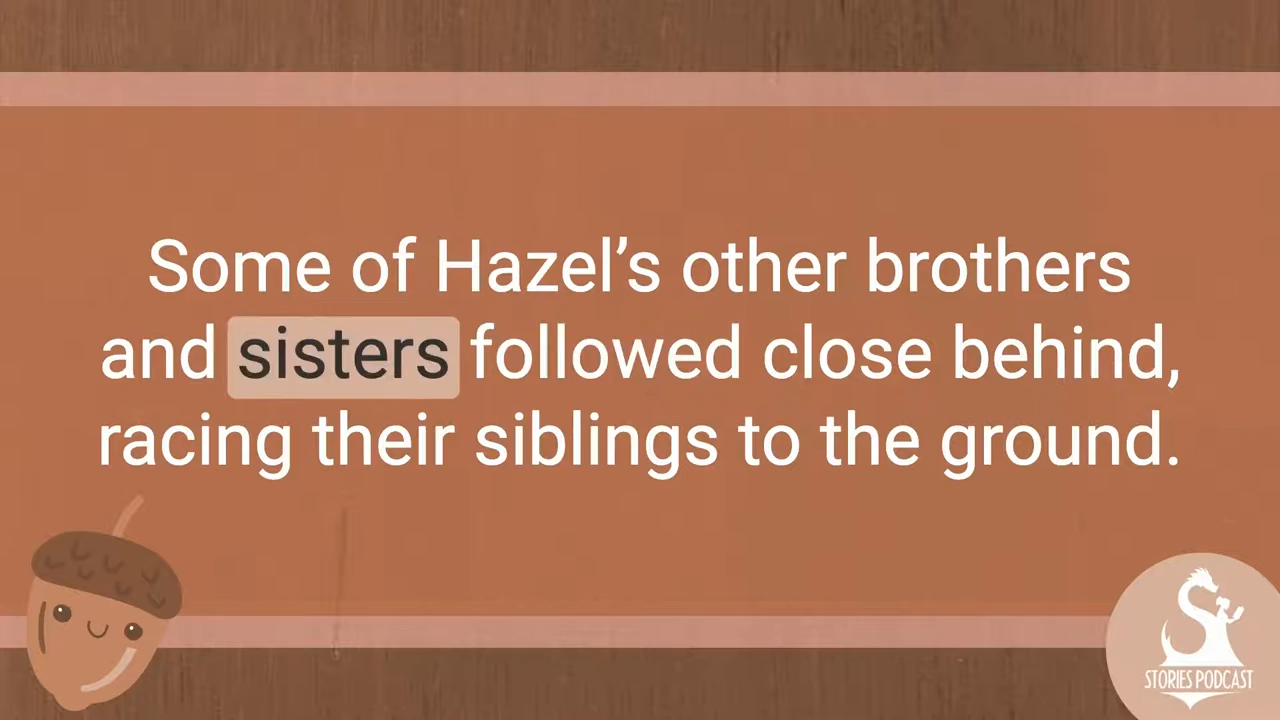 Some of Hazel’s other brothers
and sisters followed close behind,
racing their siblings to the ground.
STORIES PODCAST